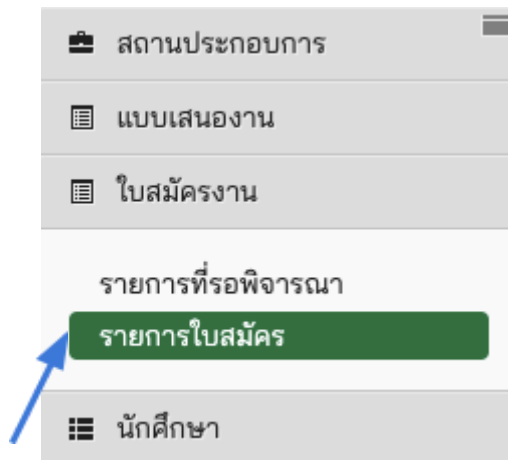 สถานประกอบการ
แบบเสนองาน
ใบสมัครงาน
รายการที่รอพิจารณา
รายการใบสมัคร
นักศึกษา